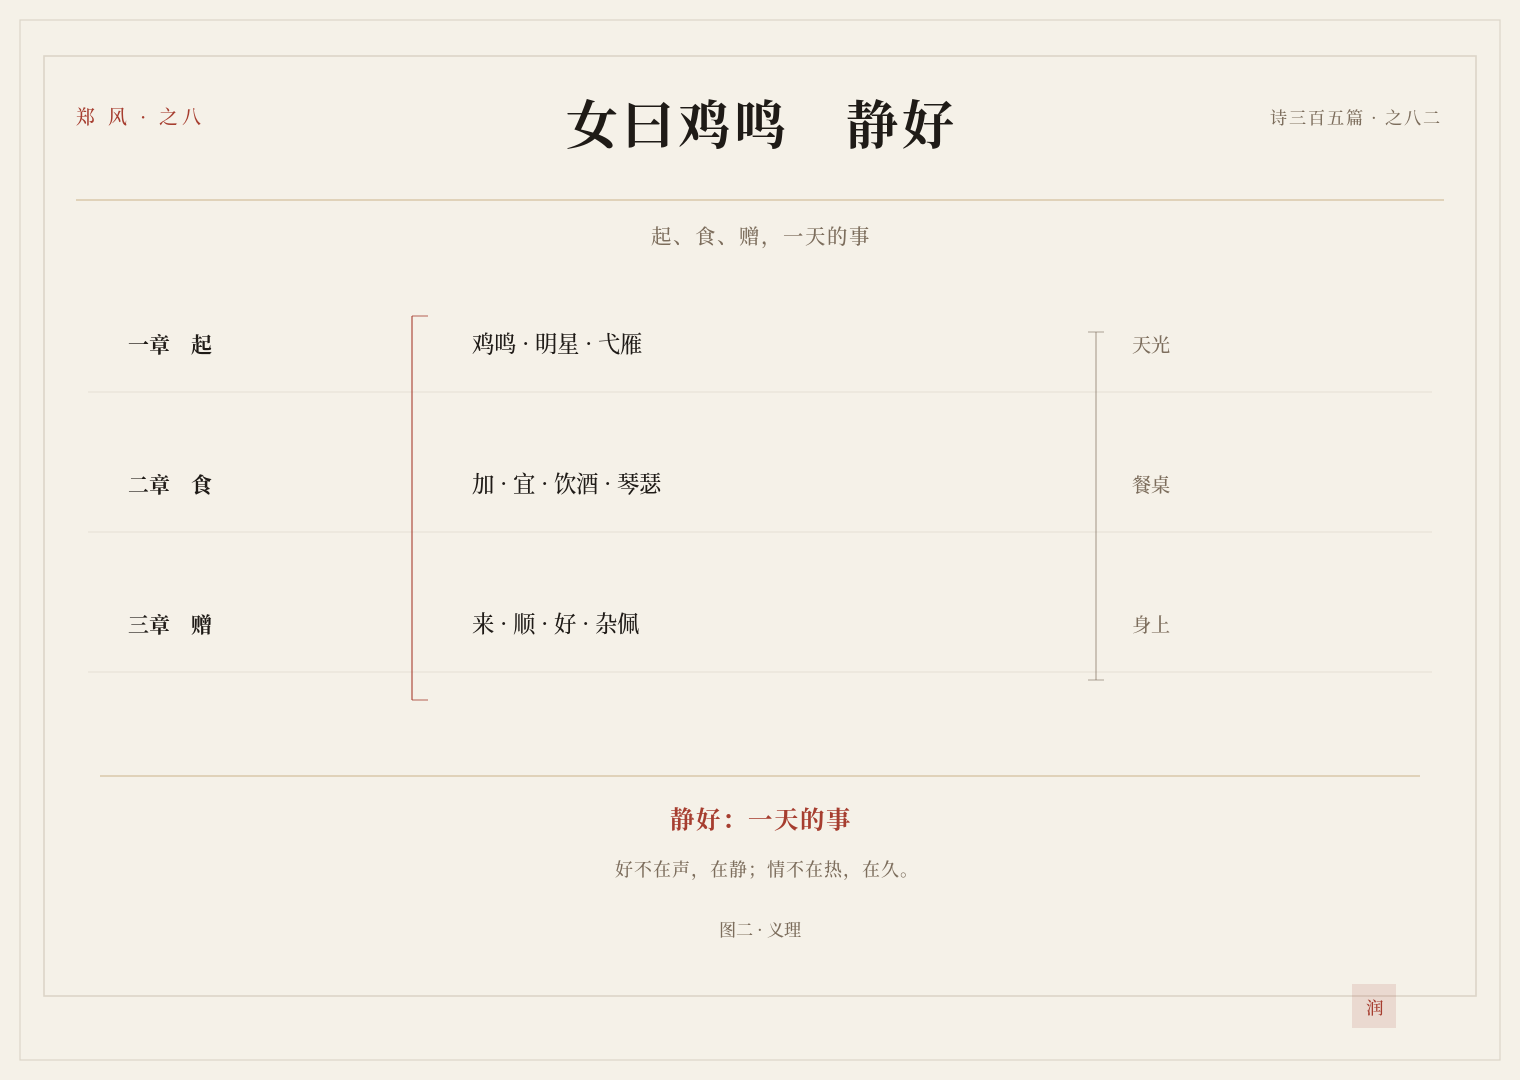 郑 风 · 之八
女曰鸡鸣　静好
诗三百五篇 · 之八二
起、食、赠，一天的事
一章　起
鸡鸣 · 明星 · 弋雁
天光
二章　食
加 · 宜 · 饮酒 · 琴瑟
餐桌
三章　赠
来 · 顺 · 好 · 杂佩
身上
静好：一天的事
好不在声，在静；情不在热，在久。
图二 · 义理
润